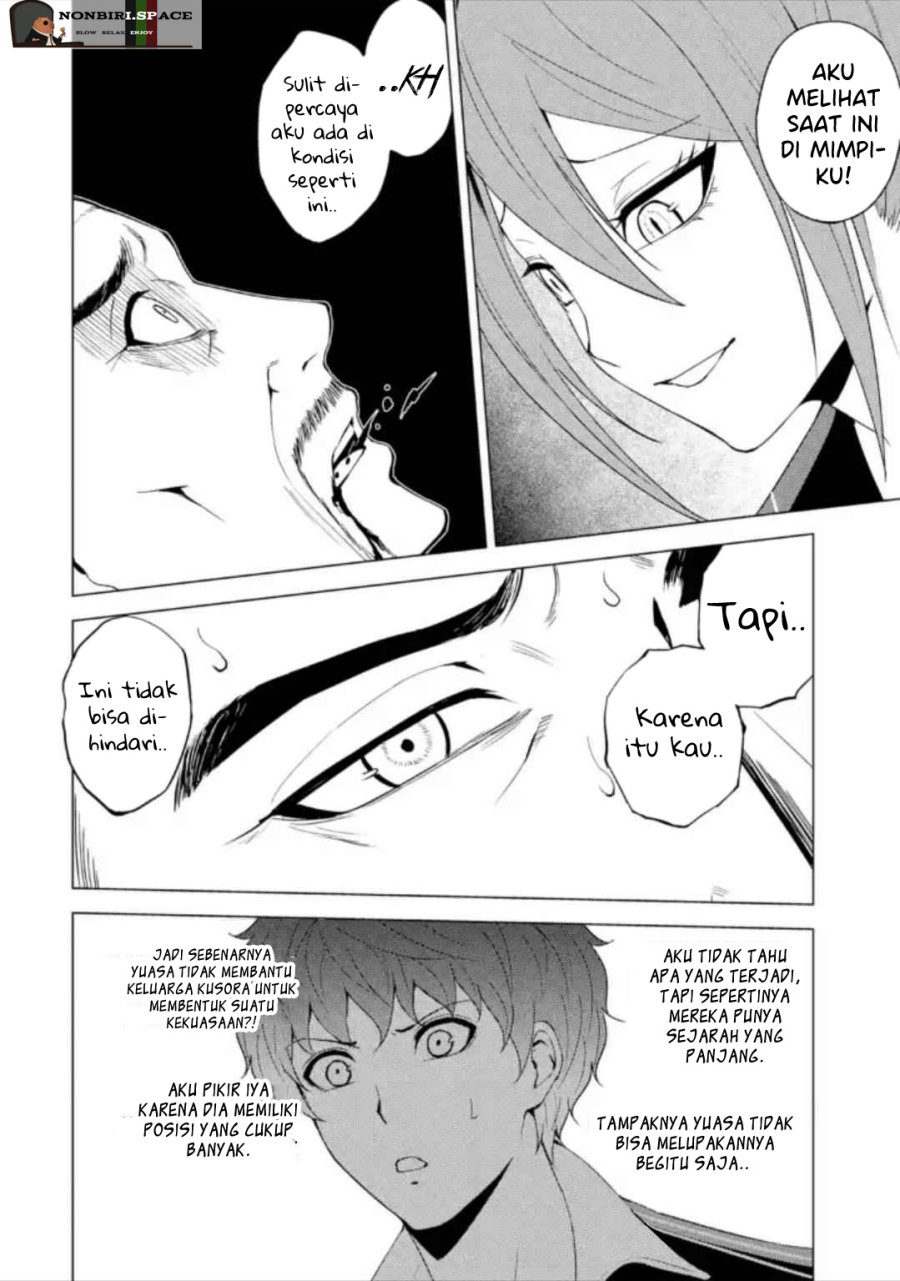 NONBIRI.SPACE
SLOW RELAX ENJOY
AKU
MELIHAT
SAAT INI
DI MIMPI-
KU!
..KH
Sulit di-
percaya
aku ada di
kondisi
seperti
ini..
Tapi..
Karena
itu kau..
Ini tidak
bisa di-
hindari..
AKU TIDAK TAHU
APA YANG TERJADI,
TAPI SEPERTINYA
MEREKA PUNYA
SEJARAH YANG
PANJANG.
TAMPAKNYA YUASA TIDAK
BISA MELUPAKANNYA
BEGITU SAJA..
JADI SEBENARNYA
YUASA TIDAK MEMBANTU
KELUARGA KUSORA UNTUK
MEMBENTUK SUATU
KEKUASAAN?!
AKU PIKIR IYA
KARENA DIA MEMILIKI
POSISI YANG CUKUP
BANYAK.